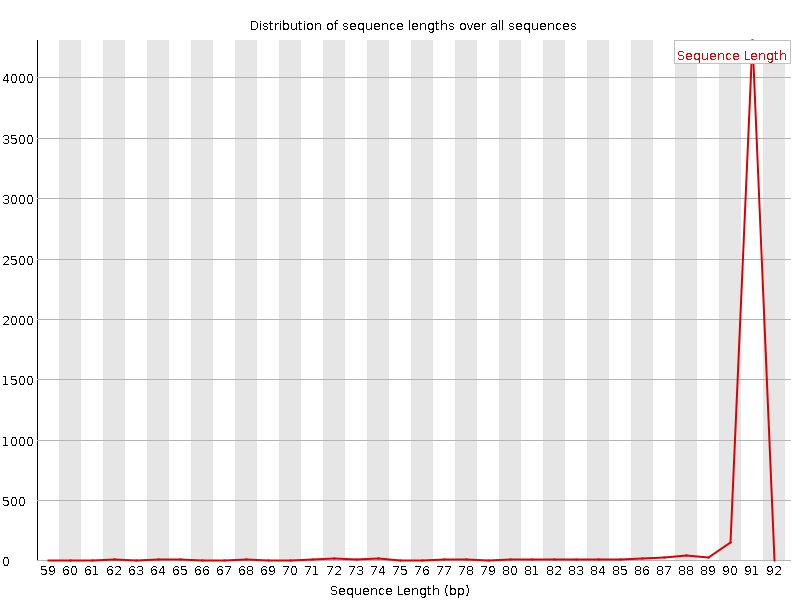 Distribution of sequence lengths over all sequences
Sequence Length
4000
3500
3000
2500
2000
1500
1000
500
0
59 60 61 62 63 64 65 66 67 68 69 70 71 72 73 74 75 76 77 78 79 80 81 82 83 84 85 86 87 88 89 90 91 92
Sequence Length (bp)